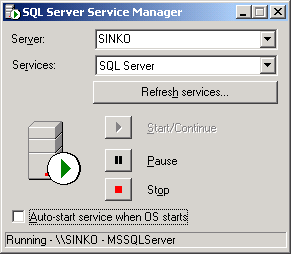 SQL Server Service Manager
Server: SINKO
Services: SQL Server
Refresh services...
Start/Continue
Pause
Stop
Auto-start service when OS starts
Running - \\SINKO - MSSQLServer